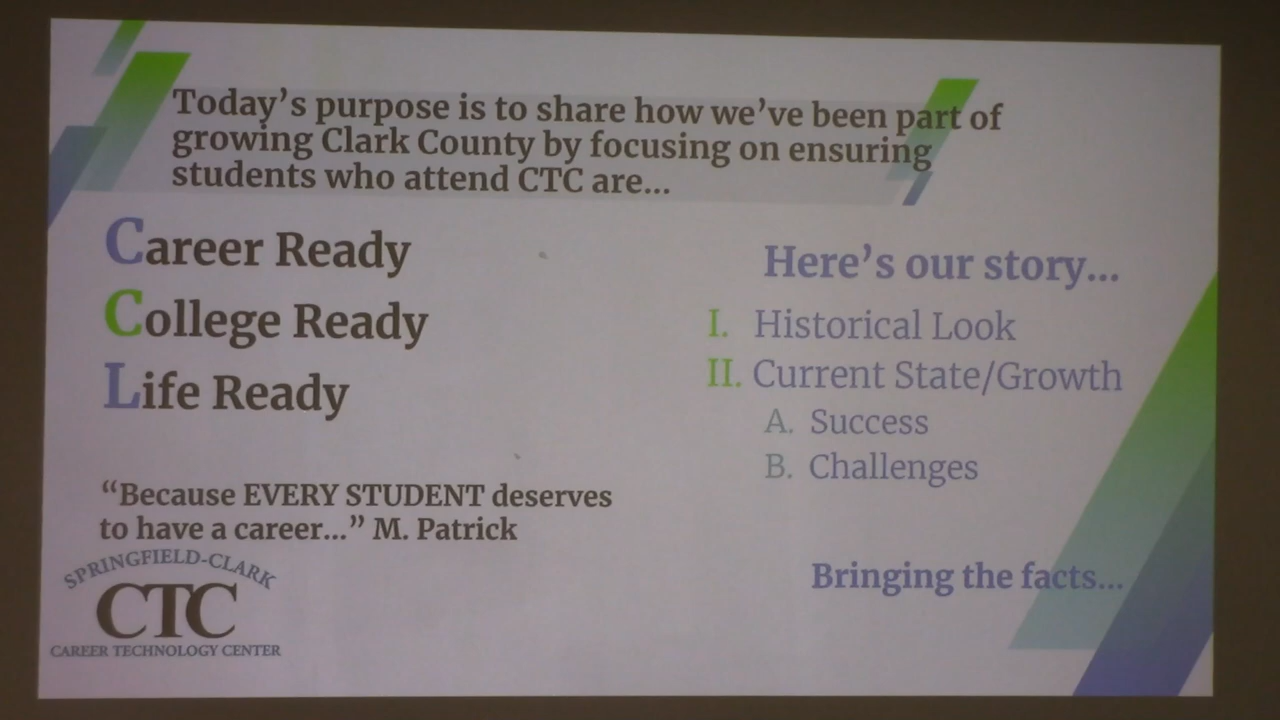 Today's purpose is to share how we've been part of
growing Clark County by focusing on ensuring
students who attend CTC are...
Career Ready
College Ready
Life Ready
"Because EVERY STUDENT deserves
to have a career..." M. Patrick
SPRINGFIELD-CLARK
CTC
CAREER TECHNOLOGY CENTER
Here's our story...
I. Historical Look
II. Current State/Growth
A. Success
B. Challenges
Bringing the facts...